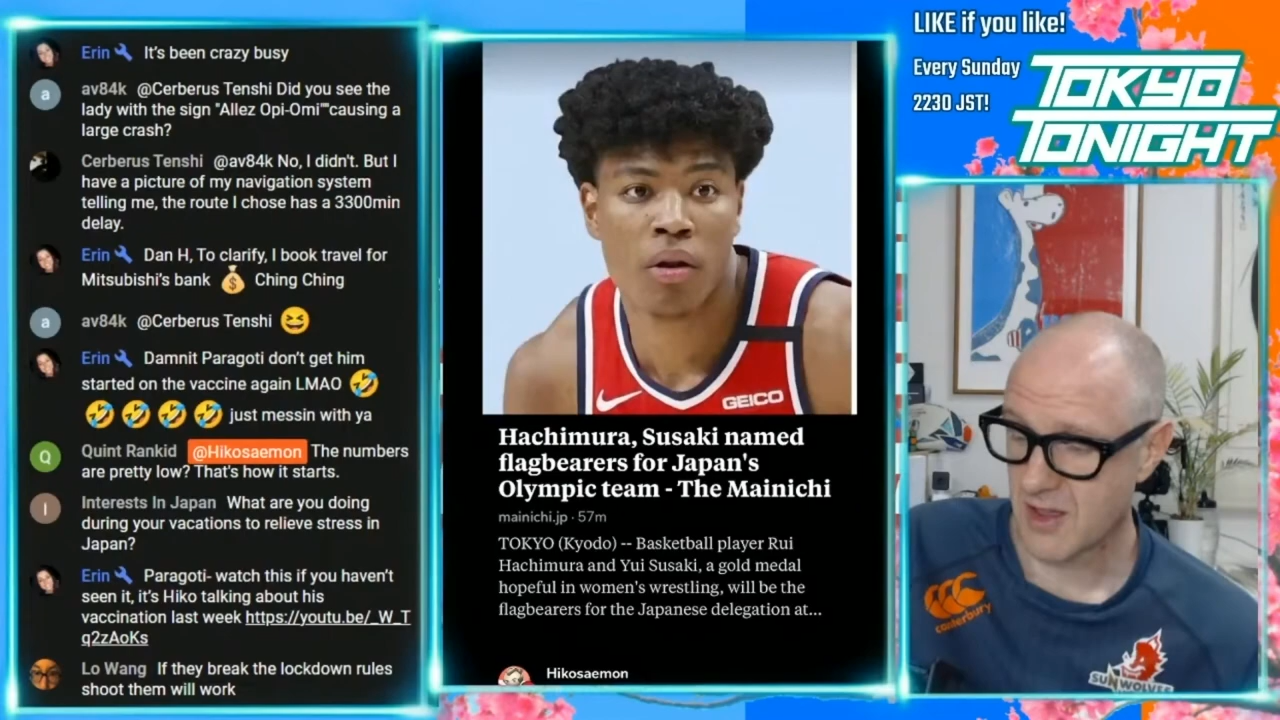 Erin It's been crazy busy
av84k @Cerberus Tenshi Did you see the
lady with the sign "Allez Opi-Omi""causing a
large crash?
Cerberus Tenshi @av84k No, I didn't. But I
have a picture of my navigation system
telling me, the route I chose has a 3300min
delay.
Erin Dan H, To clarify, I book travel for
Mitsubishi's bank Ching Ching
av84k @Cerberus Tenshi
Erin Damnit Paragoti don't get him
started on the vaccine again LMAO
just messin with ya
Quint Rankid @Hikosaemon The numbers
are pretty low? That's how it starts.
Interests In Japan What are you doing
during your vacations to relieve stress in
Japan?
Erin Paragoti- watch this if you haven't
seen it, it's Hiko talking about his
vaccination last week https://youtu.be/_W_T
q2zAoKs
Lo Wang If they break the lockdown rules
shoot them will work
a
a
Q
I
GEICO
Hachimura, Susaki named
flagbearers for Japan's
Olympic team - The Mainichi
mainichi.jp · 57m
TOKYO (Kyodo) -- Basketball player Rui
Hachimura and Yui Susaki, a gold medal
hopeful in women's wrestling, will be the
flagbearers for the Japanese delegation at...
Hikosaemon
LIKE if you like!
Every Sunday
2230 JST!
TOKYO
TONIGHT
canterbury
SUNWOLVES